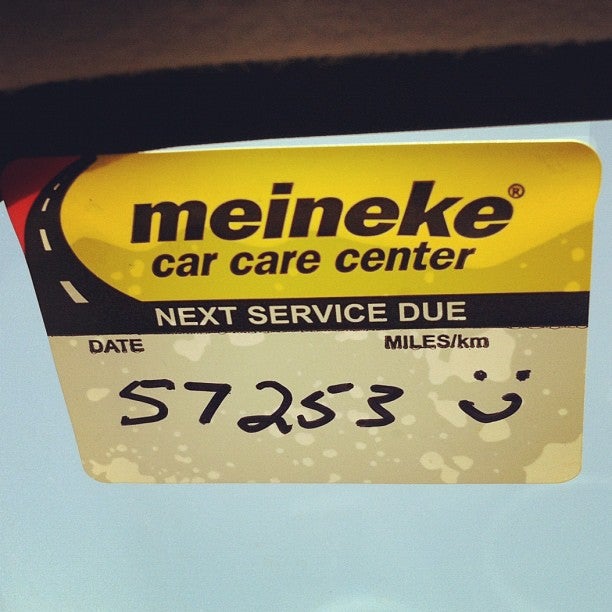 meineke®
car care center
NEXT SERVICE DUE
DATE MILES/km
57253